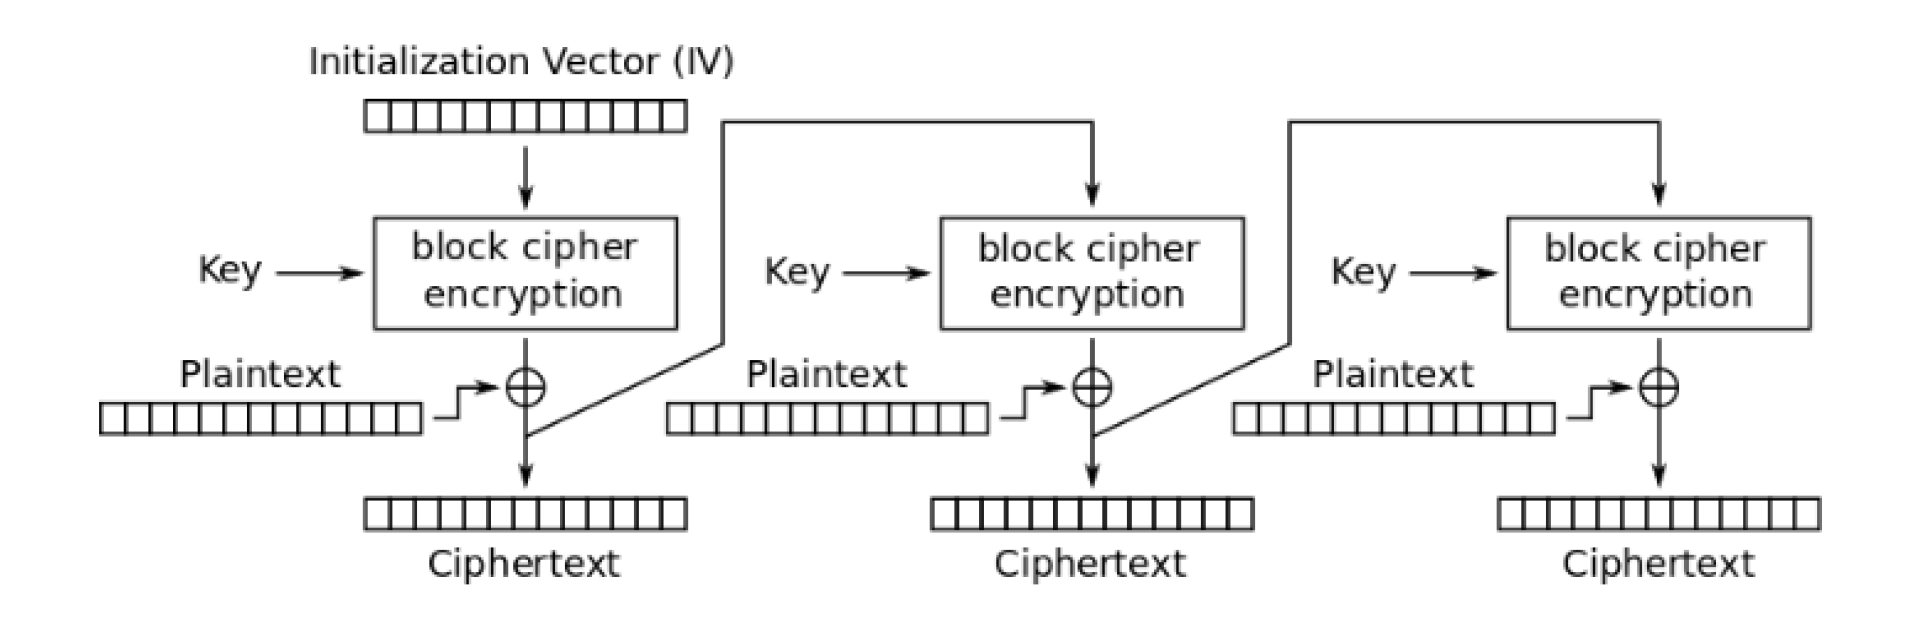 Initialization Vector (IV)
Key
block cipher
encryption
Key
block cipher
encryption
Key
block cipher
encryption
Plaintext
Plaintext
Plaintext
Ciphertext
Ciphertext
Ciphertext